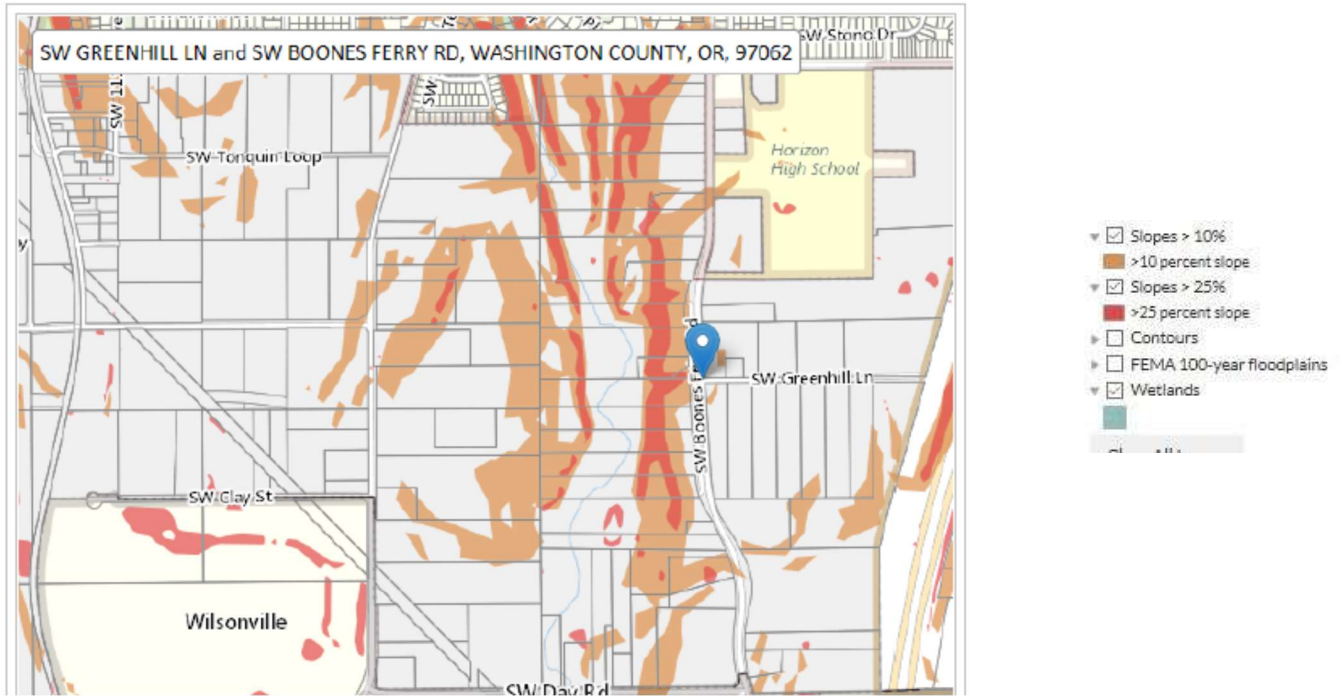 SW Stono Dr
SW GREENHILL LN and SW BOONES FERRY RD, WASHINGTON COUNTY, OR, 97062
SW 11
SW
SW Tonquin Loop
Horizon
High School
Slopes > 10%
>10 percent slope
Slopes > 25%
>25 percent slope
Contours
FEMA 100-year floodplains
Wetlands
SW Greenhill Ln
SW Boones F
SW Clay St
Wilsonville
SW Day Rd